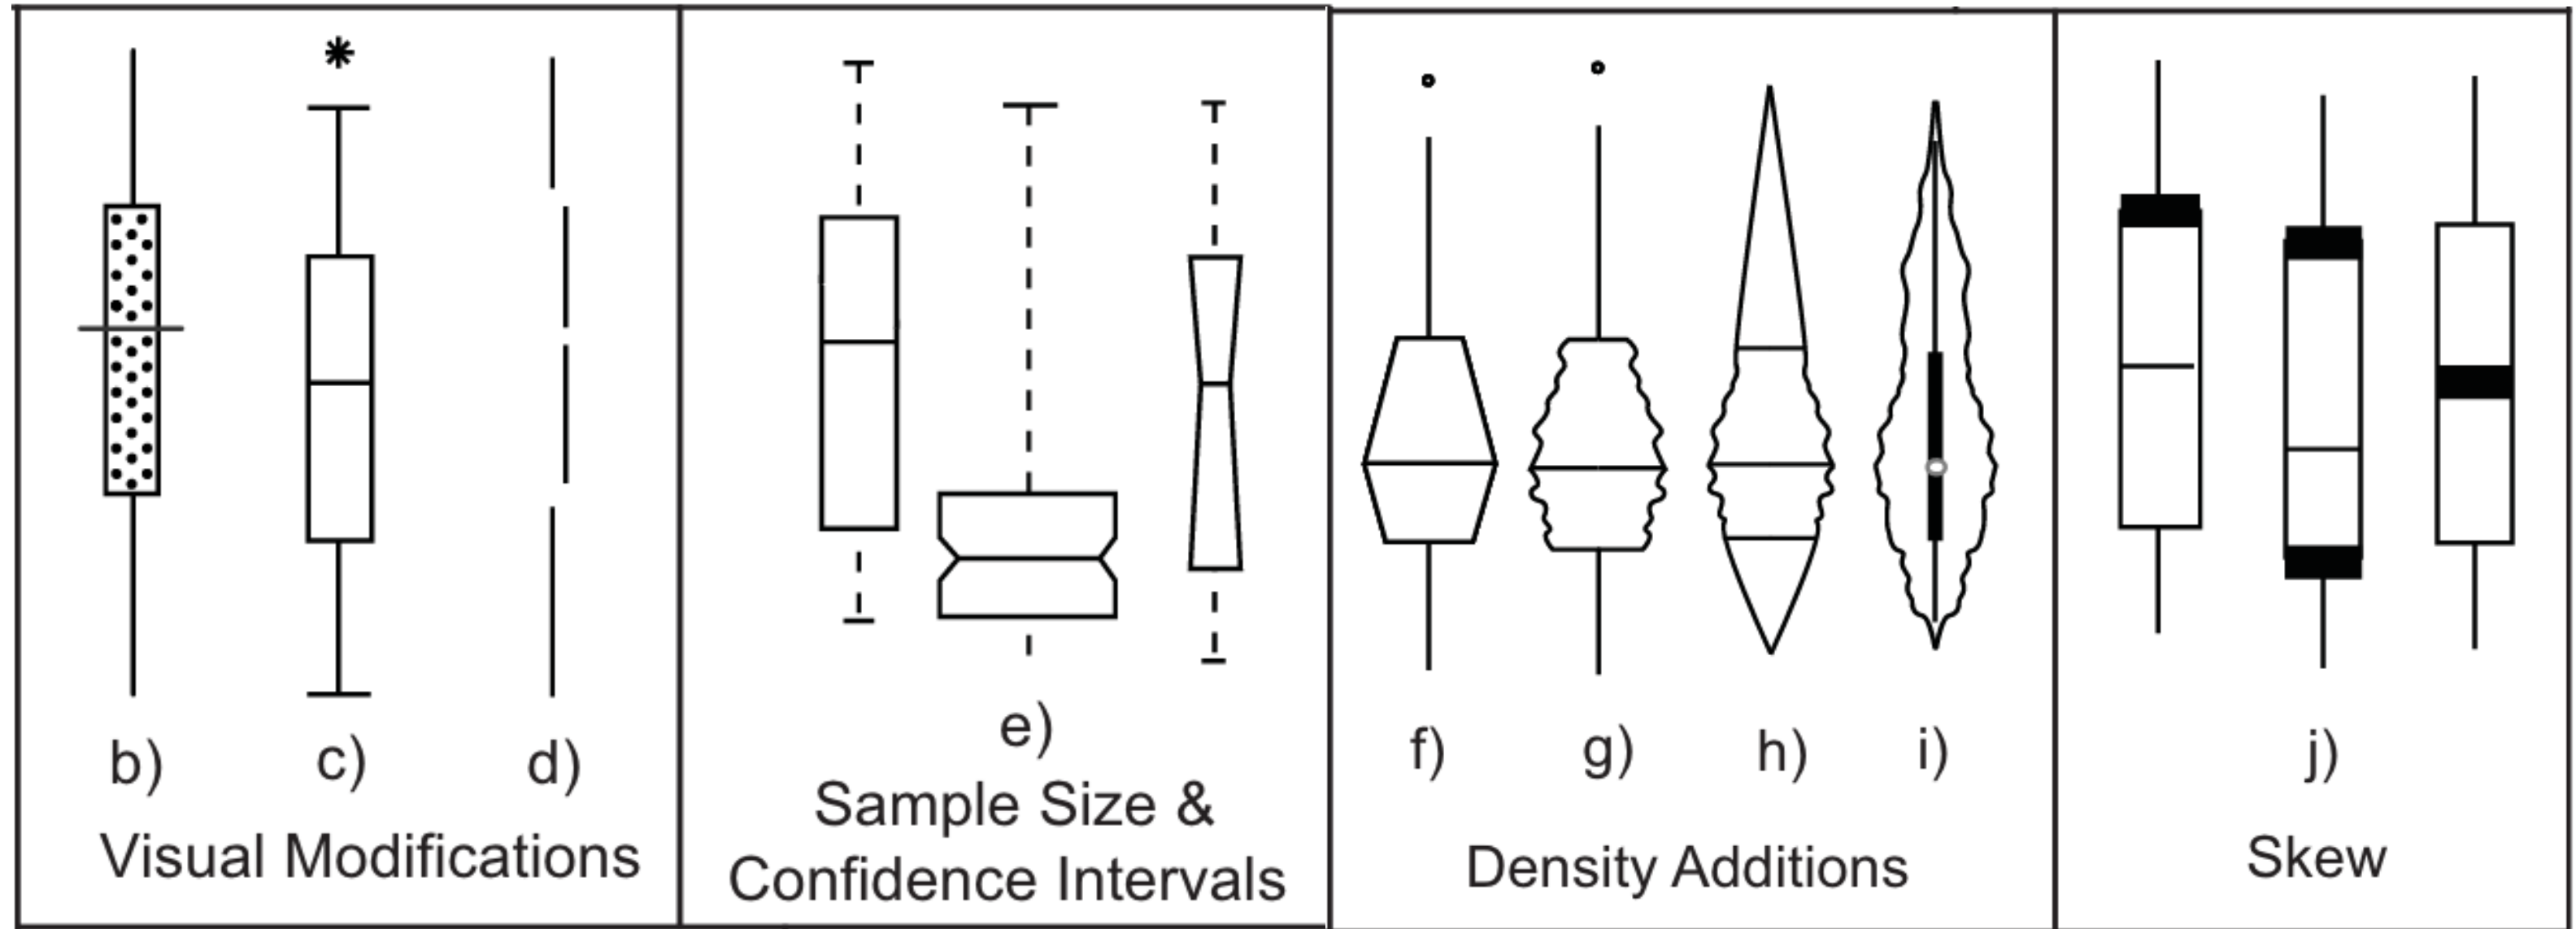 b) c) d)
Visual Modifications
e)
Sample Size &
Confidence Intervals
f) g) h) i)
Density Additions
j)
Skew